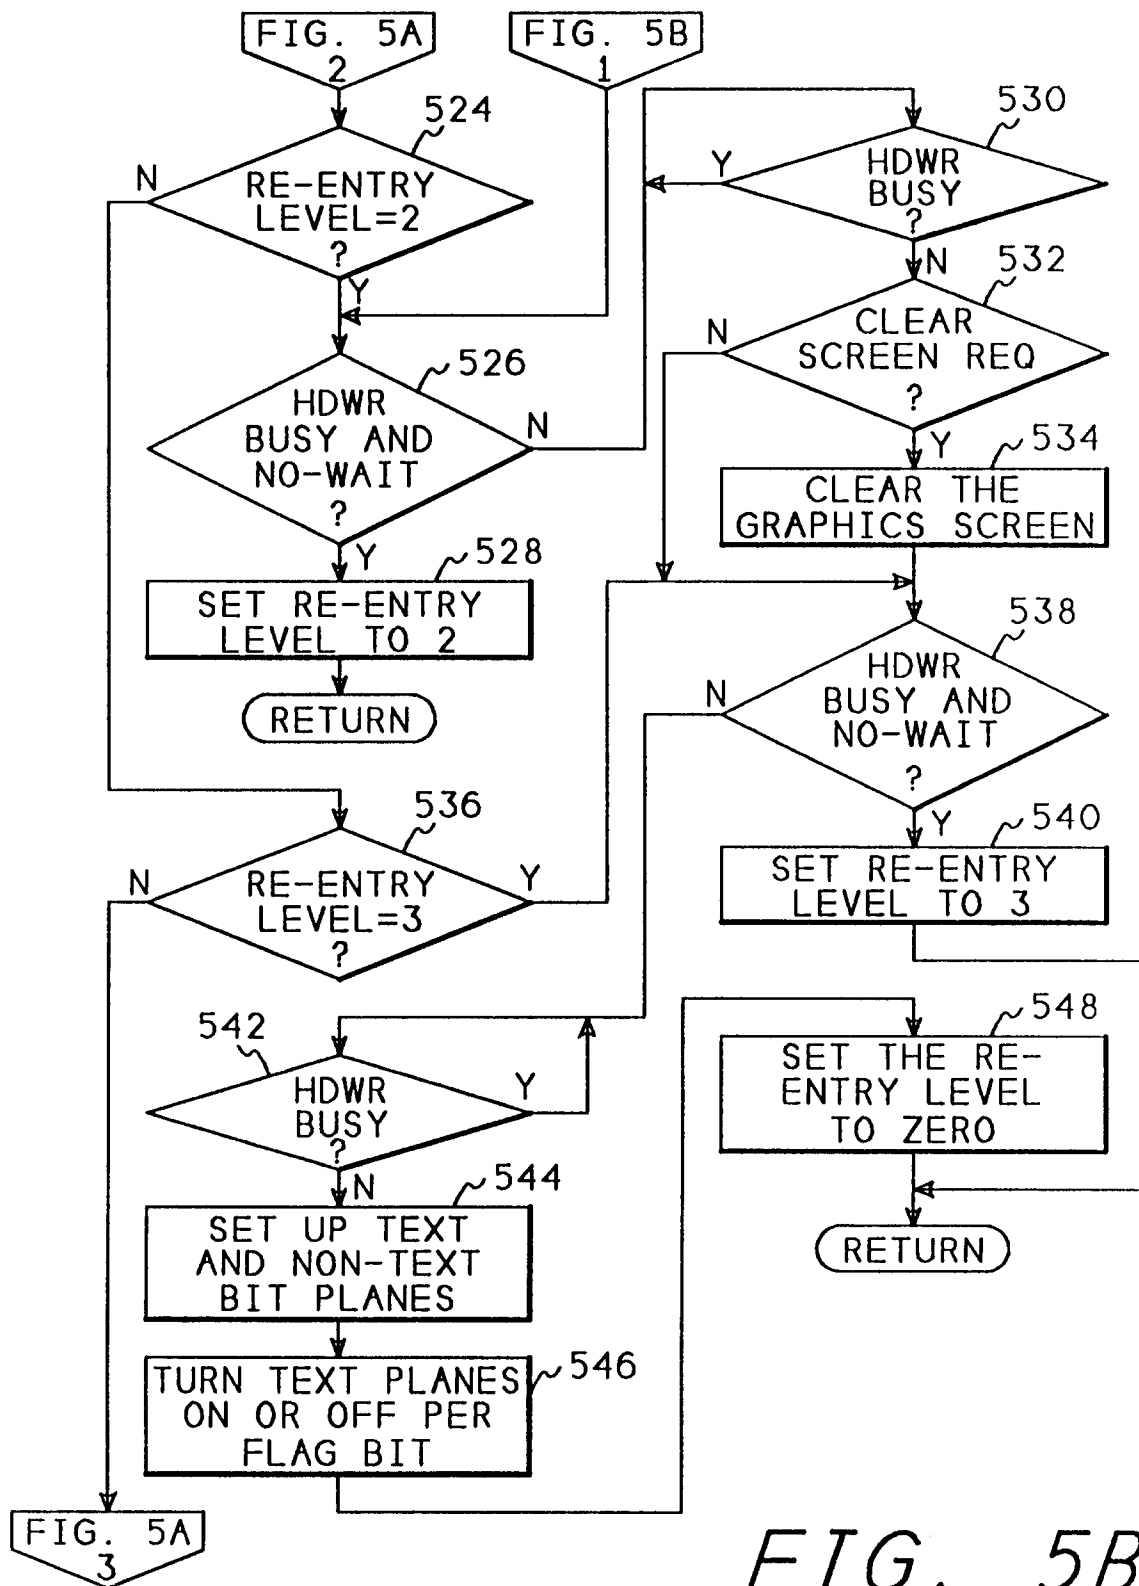 FIG. 5A
2
FIG. 5B
1
524
RE-ENTRY
LEVEL=2
?
N
Y
526
HDWR
BUSY AND
NO-WAIT
?
N
Y
528
SET RE-ENTRY
LEVEL TO 2
RETURN
530
HDWR
BUSY
?
Y
N
532
CLEAR
SCREEN REQ
?
N
Y
534
CLEAR THE
GRAPHICS SCREEN
536
RE-ENTRY
LEVEL=3
?
N
Y
538
HDWR
BUSY AND
NO-WAIT
?
N
Y
540
SET RE-ENTRY
LEVEL TO 3
542
HDWR
BUSY
?
Y
N
544
SET UP TEXT
AND NON-TEXT
BIT PLANES
546
TURN TEXT PLANES
ON OR OFF PER
FLAG BIT
548
SET THE RE-
ENTRY LEVEL
TO ZERO
RETURN
FIG. 5A
3
FIG. 5B